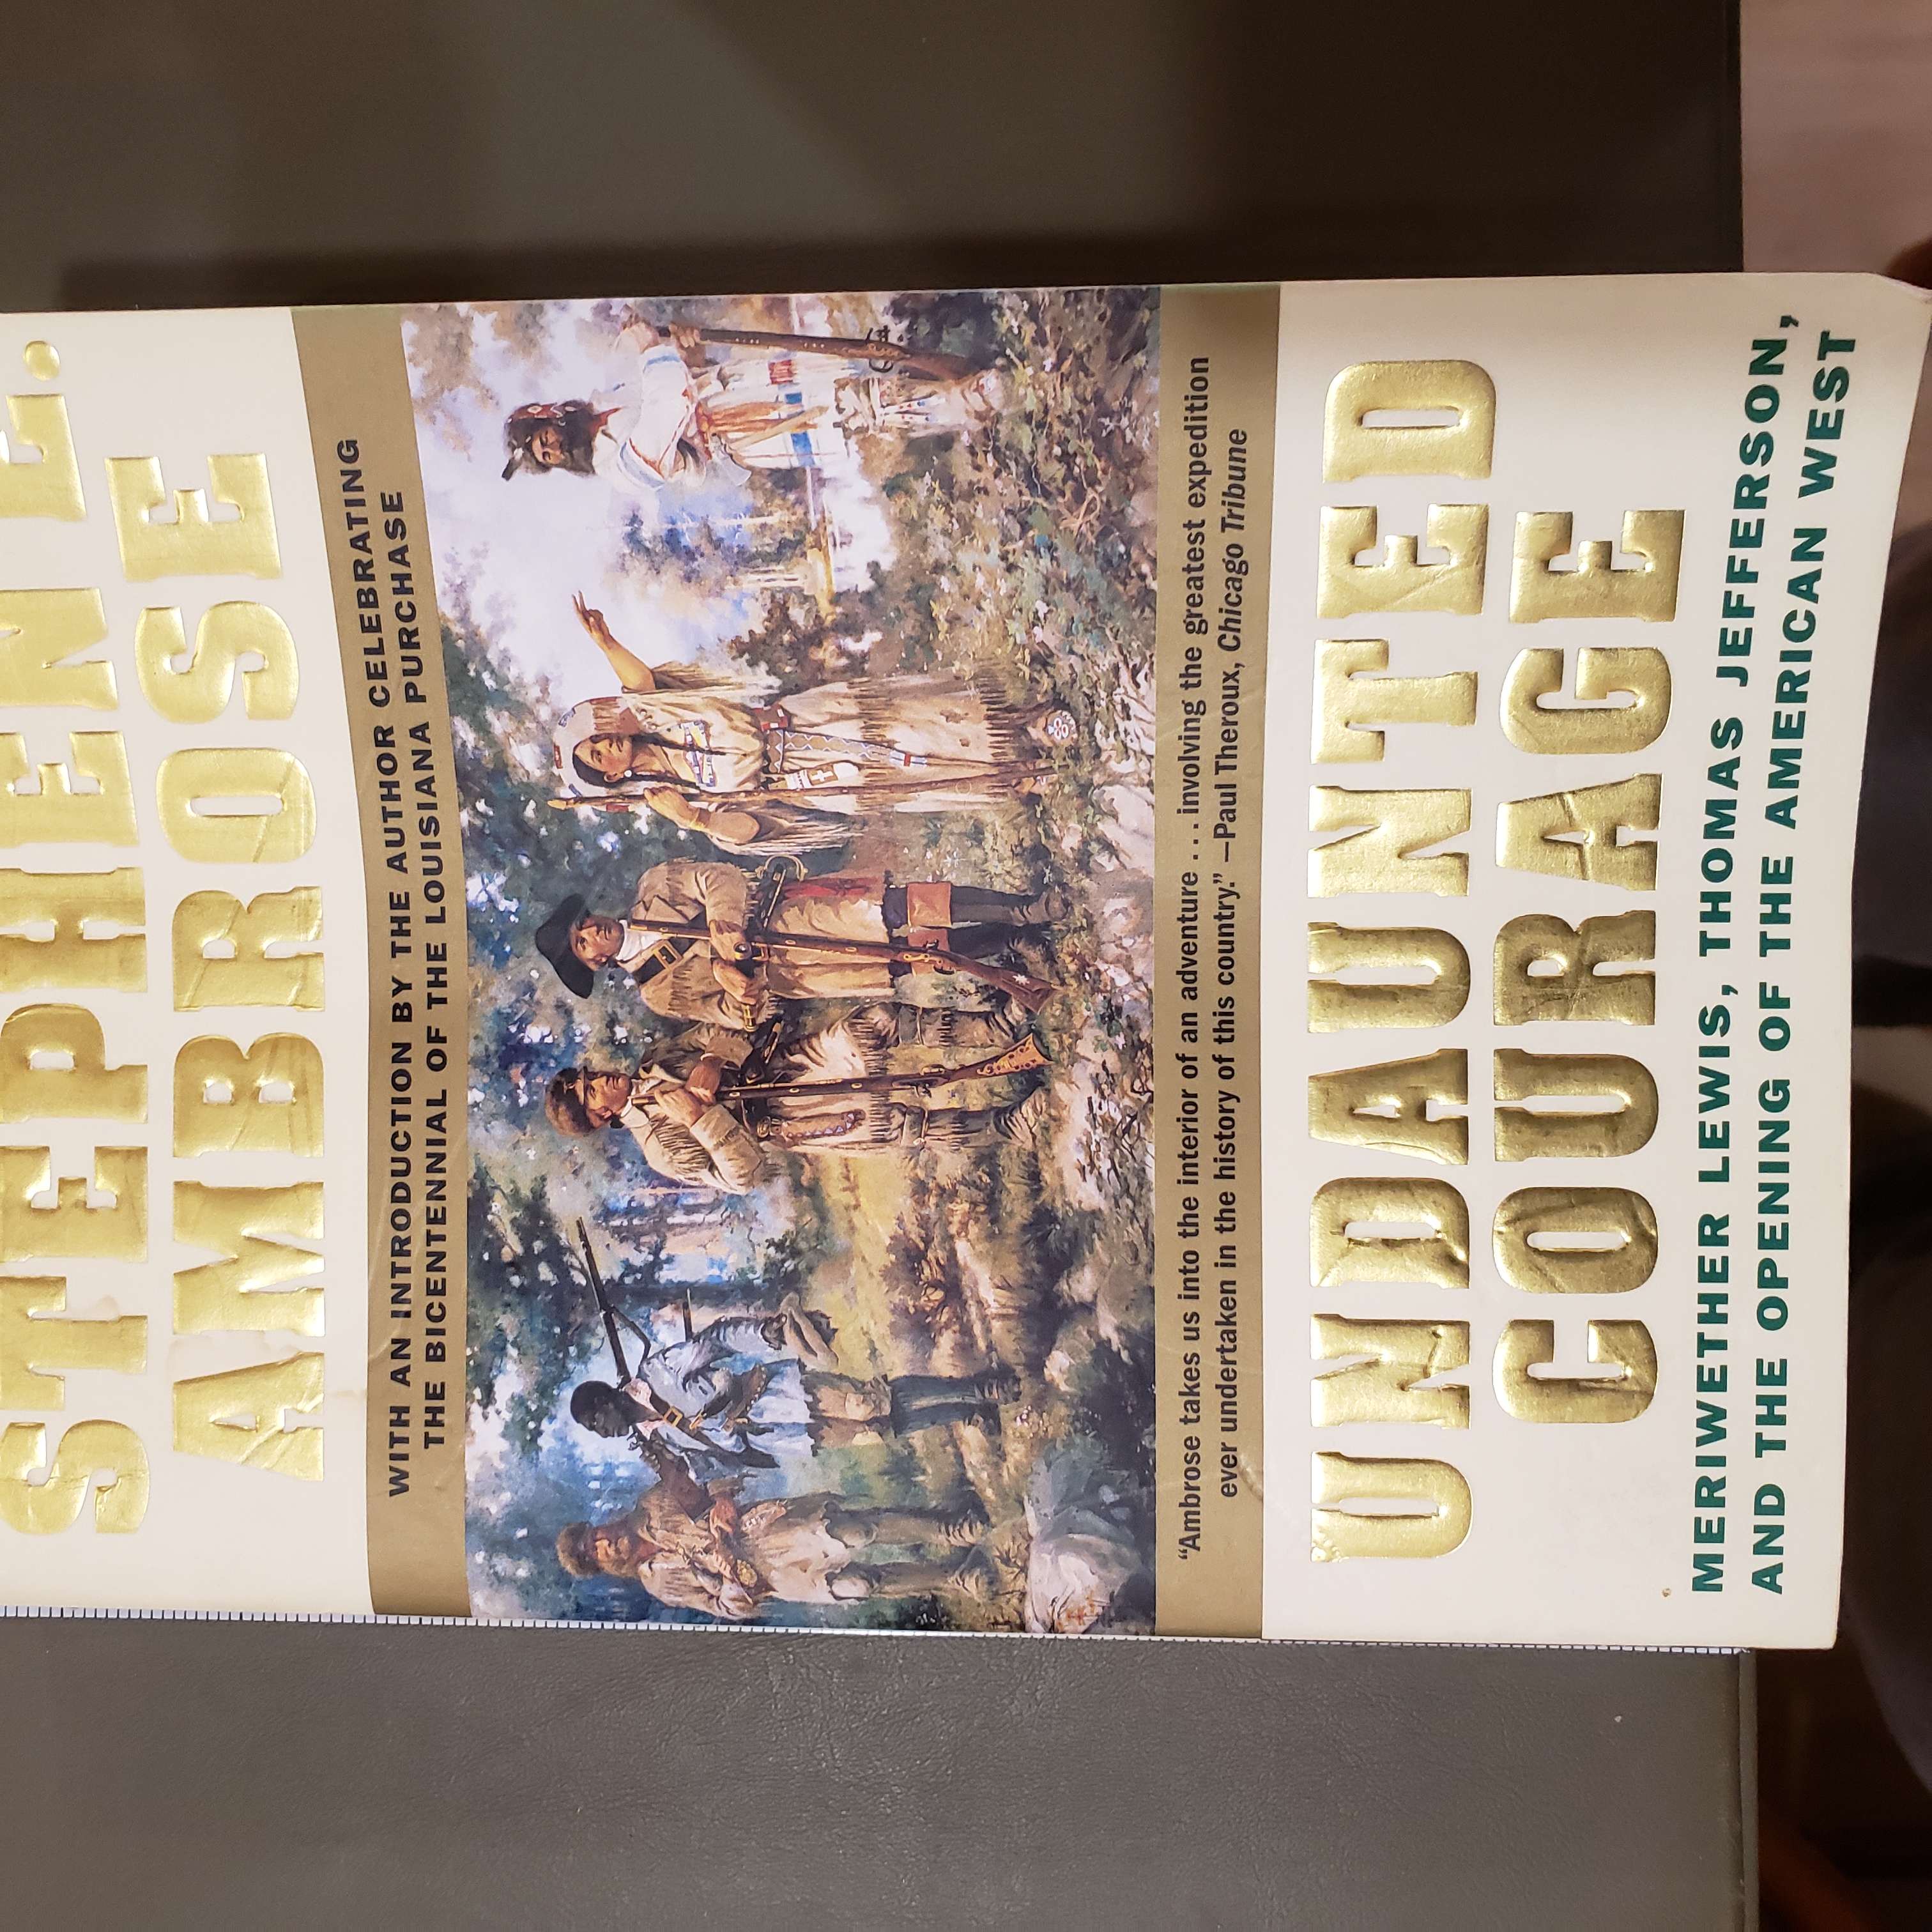 STEPHEN E.
AMBROSE
WITH AN INTRODUCTION BY THE AUTHOR CELEBRATING
THE BICENTENNIAL OF THE LOUISIANA PURCHASE
“Ambrose takes us into the interior of an adventure . . . involving the greatest expedition
ever undertaken in the history of this country.” —Paul Theroux, Chicago Tribune
UNDAUNTED
COURAGE
MERIWETHER LEWIS, THOMAS JEFFERSON,
AND THE OPENING OF THE AMERICAN WEST